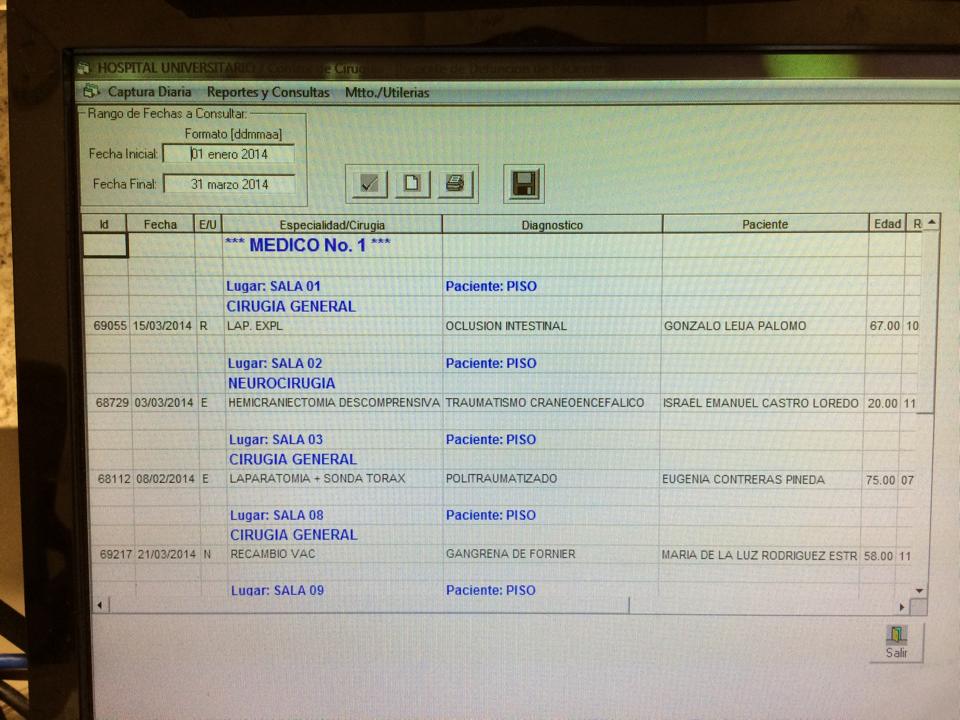 HOSPITAL UNIVERSITARIO / Control de Cirug
Captura Diaria Reportes y Consultas Mtto./Utilerias
Rango de Fechas a Consultar:
Formato [ddmmaa]
Fecha Inicial: 01 enero 2014
Fecha Final: 31 marzo 2014
Id Fecha E/U Especialidad/Cirugia Diagnostico Paciente Edad R
*** MEDICO No. 1 ***
Lugar: SALA 01 Paciente: PISO
CIRUGIA GENERAL
69055 15/03/2014 R LAP. EXPL OCLUSION INTESTINAL GONZALO LEIJA PALOMO 67.00 10
Lugar: SALA 02 Paciente: PISO
NEUROCIRUGIA
68729 03/03/2014 E HEMICRANIECTOMIA DESCOMPRENSIVA TRAUMATISMO CRANEOENCEFALICO ISRAEL EMANUEL CASTRO LOREDO 20.00 11
Lugar: SALA 03 Paciente: PISO
CIRUGIA GENERAL
68112 08/02/2014 E LAPARATOMIA + SONDA TORAX POLITRAUMATIZADO EUGENIA CONTRERAS PINEDA 75.00 07
Lugar: SALA 08 Paciente: PISO
CIRUGIA GENERAL
69217 21/03/2014 N RECAMBIO VAC GANGRENA DE FORNIER MARIA DE LA LUZ RODRIGUEZ ESTR 58.00 11
Lugar: SALA 09 Paciente: PISO
Salir